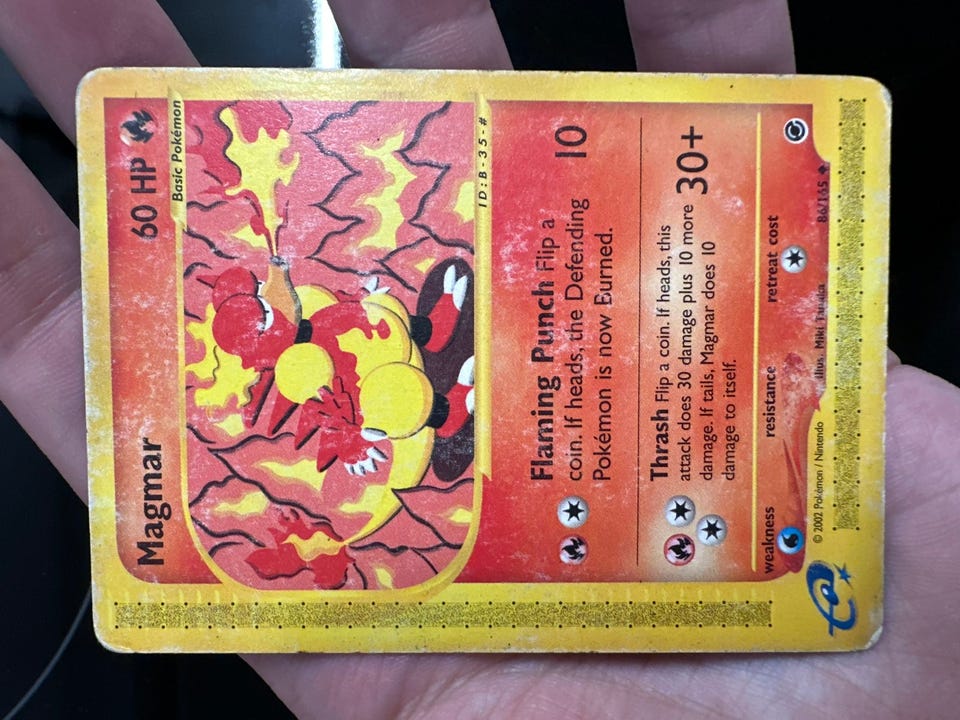 Magmar 60 HP
Basic Pokémon
ID:B-35-#
Flaming Punch Flip a 10
coin. If heads, the Defending
Pokémon is now Burned.
Thrash Flip a coin. If heads, this
attack does 30 damage plus 10 more 30+
damage. If tails, Magmar does 10
damage to itself.
weakness resistance retreat cost
illus. Miki Tanaka 86/165
© 2002 Pokémon / Nintendo
e